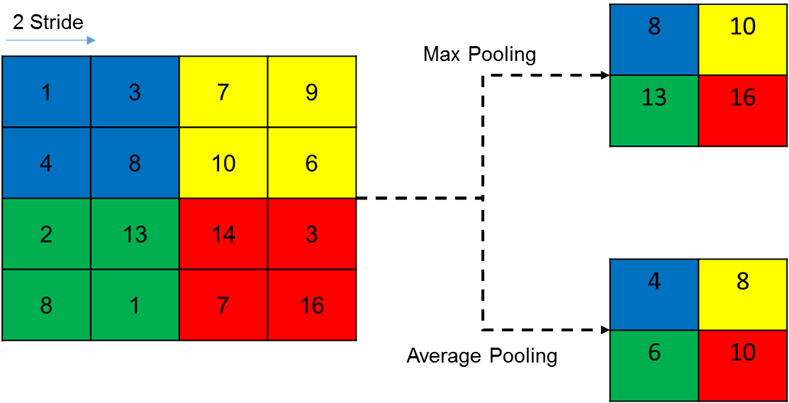 2 Stride
1 3 7 9
4 8 10 6
2 13 14 3
8 1 7 16
Max Pooling
8 10
13 16
Average Pooling
4 8
6 10